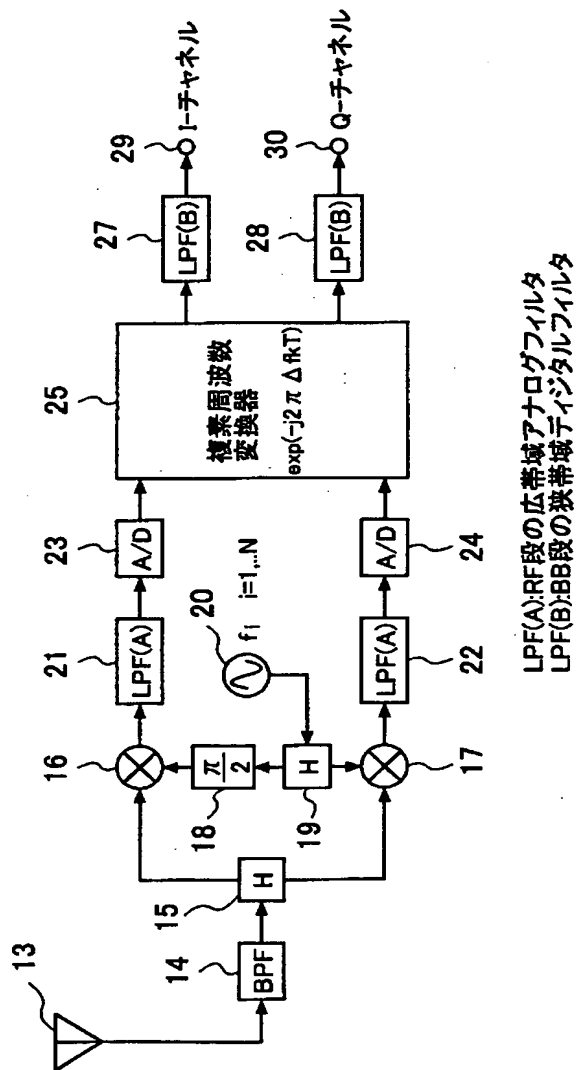 13
14
BPF
15
H
16
17
18
π/2
19
H
20
f_i i=1,..N
21
LPF(A)
22
LPF(A)
23
A/D
24
A/D
25
複素周波数
変換器
exp(-j2πΔfkT)
27
LPF(B)
28
LPF(B)
29
I-チャネル
30
Q-チャネル
LPF(A):RF段の広帯域アナログフィルタ
LPF(B):BB段の狭帯域ディジタルフィルタ